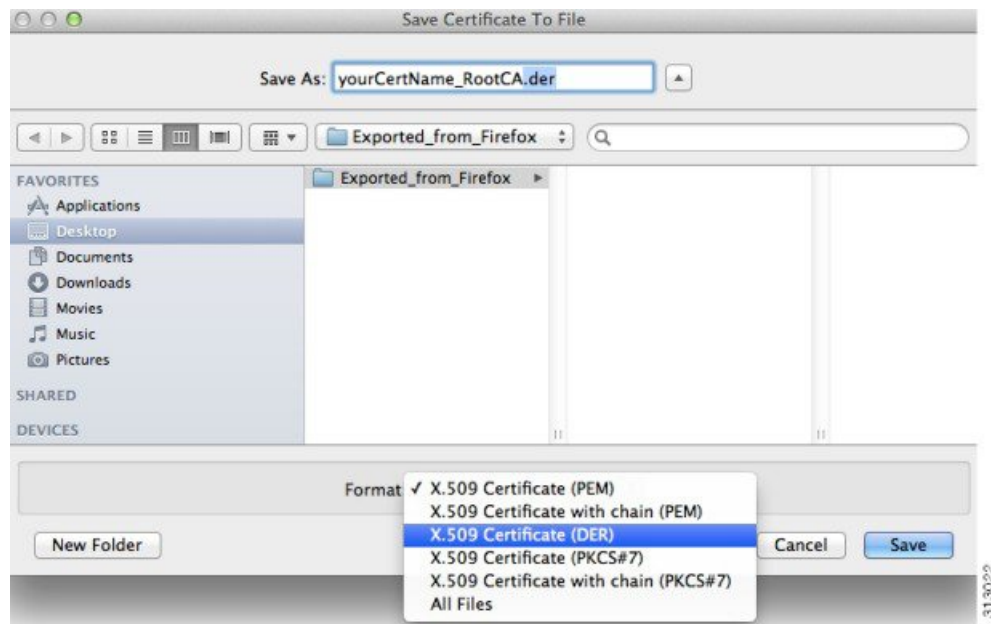 Save Certificate To File
Save As: yourCertName_RootCA.der
Exported_from_Firefox
FAVORITES
Applications
Desktop
Documents
Downloads
Movies
Music
Pictures
SHARED
DEVICES
Exported_from_Firefox
Format ✓ X.509 Certificate (PEM)
X.509 Certificate with chain (PEM)
X.509 Certificate (DER)
X.509 Certificate (PKCS#7)
X.509 Certificate with chain (PKCS#7)
All Files
New Folder
Cancel
Save
313022